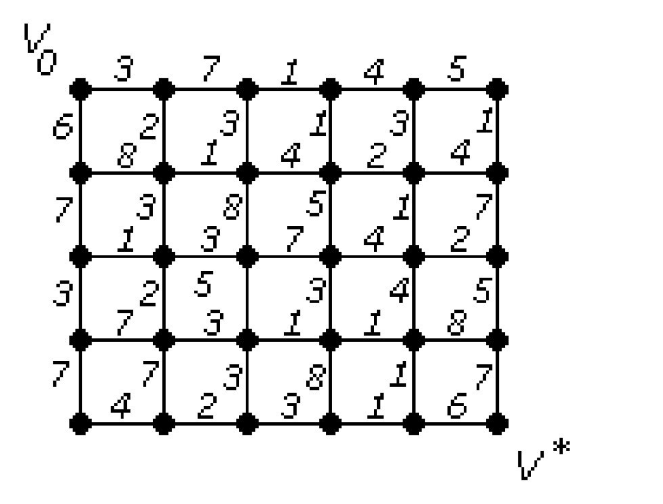 V0
3 7 1 4 5
6 2 3 1 3 1
8 1 4 2 4
7 3 8 5 1 7
1 3 7 4 2
3 2 5 3 4 5
7 3 1 1 8
7 7 3 8 1 7
4 2 3 1 6
V*